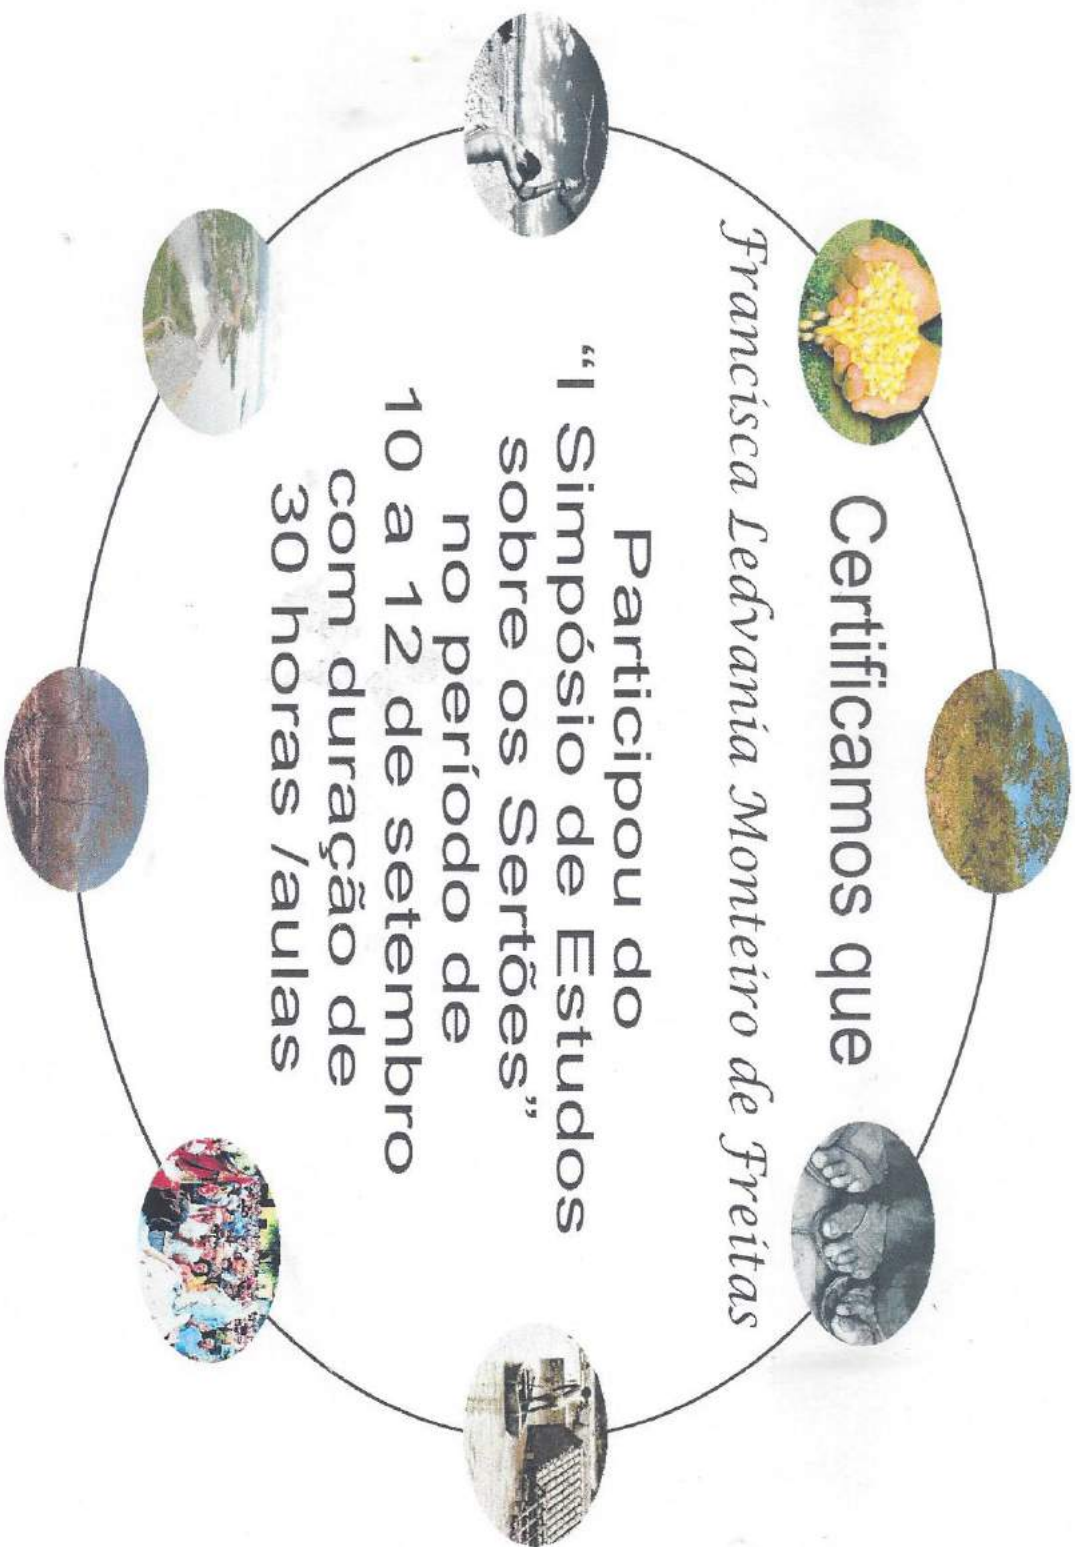 Certificamos que
Francisca Ledvania Monteiro de Freitas
Participou do
“I Simpósio de Estudos
sobre os Sertões”
no período de
10 a 12 de setembro
com duração de
30 horas /aulas